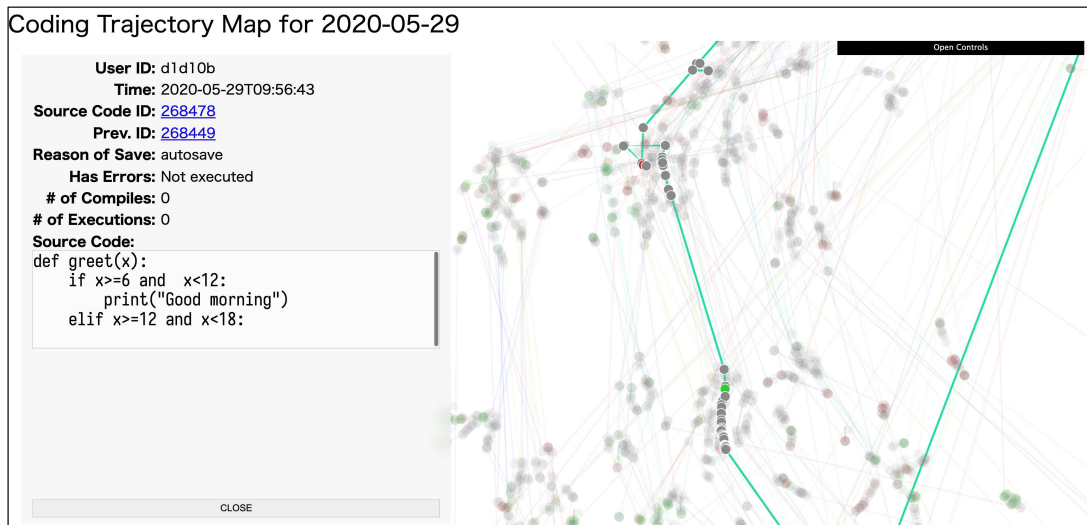 Coding Trajectory Map for 2020-05-29
Open Controls
User ID: d1d10b
Time: 2020-05-29T09:56:43
Source Code ID: 268478
Prev. ID: 268449
Reason of Save: autosave
Has Errors: Not executed
# of Compiles: 0
# of Executions: 0
Source Code:
def greet(x):
    if x>=6 and  x<12:
        print("Good morning")
    elif x>=12 and x<18:
CLOSE